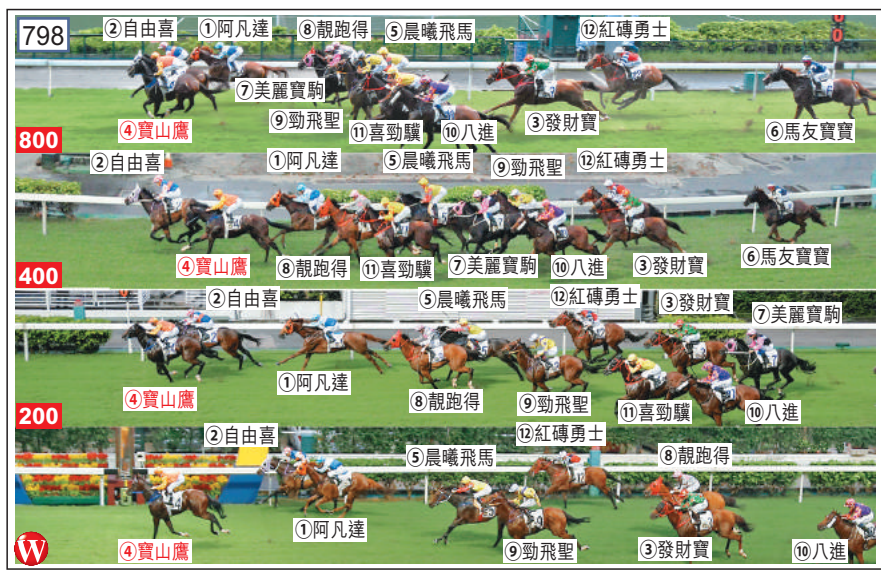 798
②自由喜 ①阿凡達 ⑧靚跑得 ⑤晨曦飛馬 ⑫紅磚勇士
⑦美麗寶駒
④寶山鷹 ⑨勁飛聖 ⑪喜勁驥 ⑩八進 ③發財寶 ⑥馬友寶寶
800
②自由喜 ①阿凡達 ⑤晨曦飛馬 ⑨勁飛聖 ⑫紅磚勇士
④寶山鷹 ⑧靚跑得 ⑪喜勁驥 ⑦美麗寶駒 ⑩八進 ③發財寶 ⑥馬友寶寶
400
②自由喜 ⑤晨曦飛馬 ⑫紅磚勇士 ③發財寶 ⑦美麗寶駒
④寶山鷹 ①阿凡達 ⑧靚跑得 ⑨勁飛聖 ⑪喜勁驥 ⑩八進
200
②自由喜 ⑤晨曦飛馬 ⑫紅磚勇士 ⑧靚跑得
①阿凡達
④寶山鷹 ⑨勁飛聖 ③發財寶 ⑩八進
W